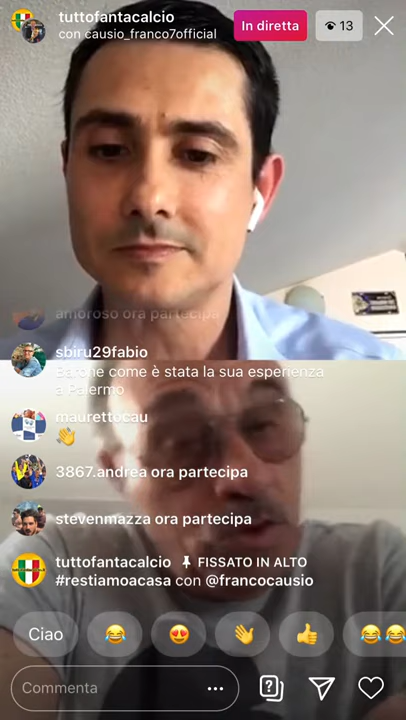 tuttofantacalcio
con causio_franco7official
In diretta
13
amoroso ora partecipa
sbiru29fabio
Barone come è stata la sua esperienza
a Palermo
maurettocau
3867.andrea ora partecipa
stevenmazza ora partecipa
tuttofantacalcio FISSATO IN ALTO
#restiamoacasa con @francocausio
Ciao
Commenta